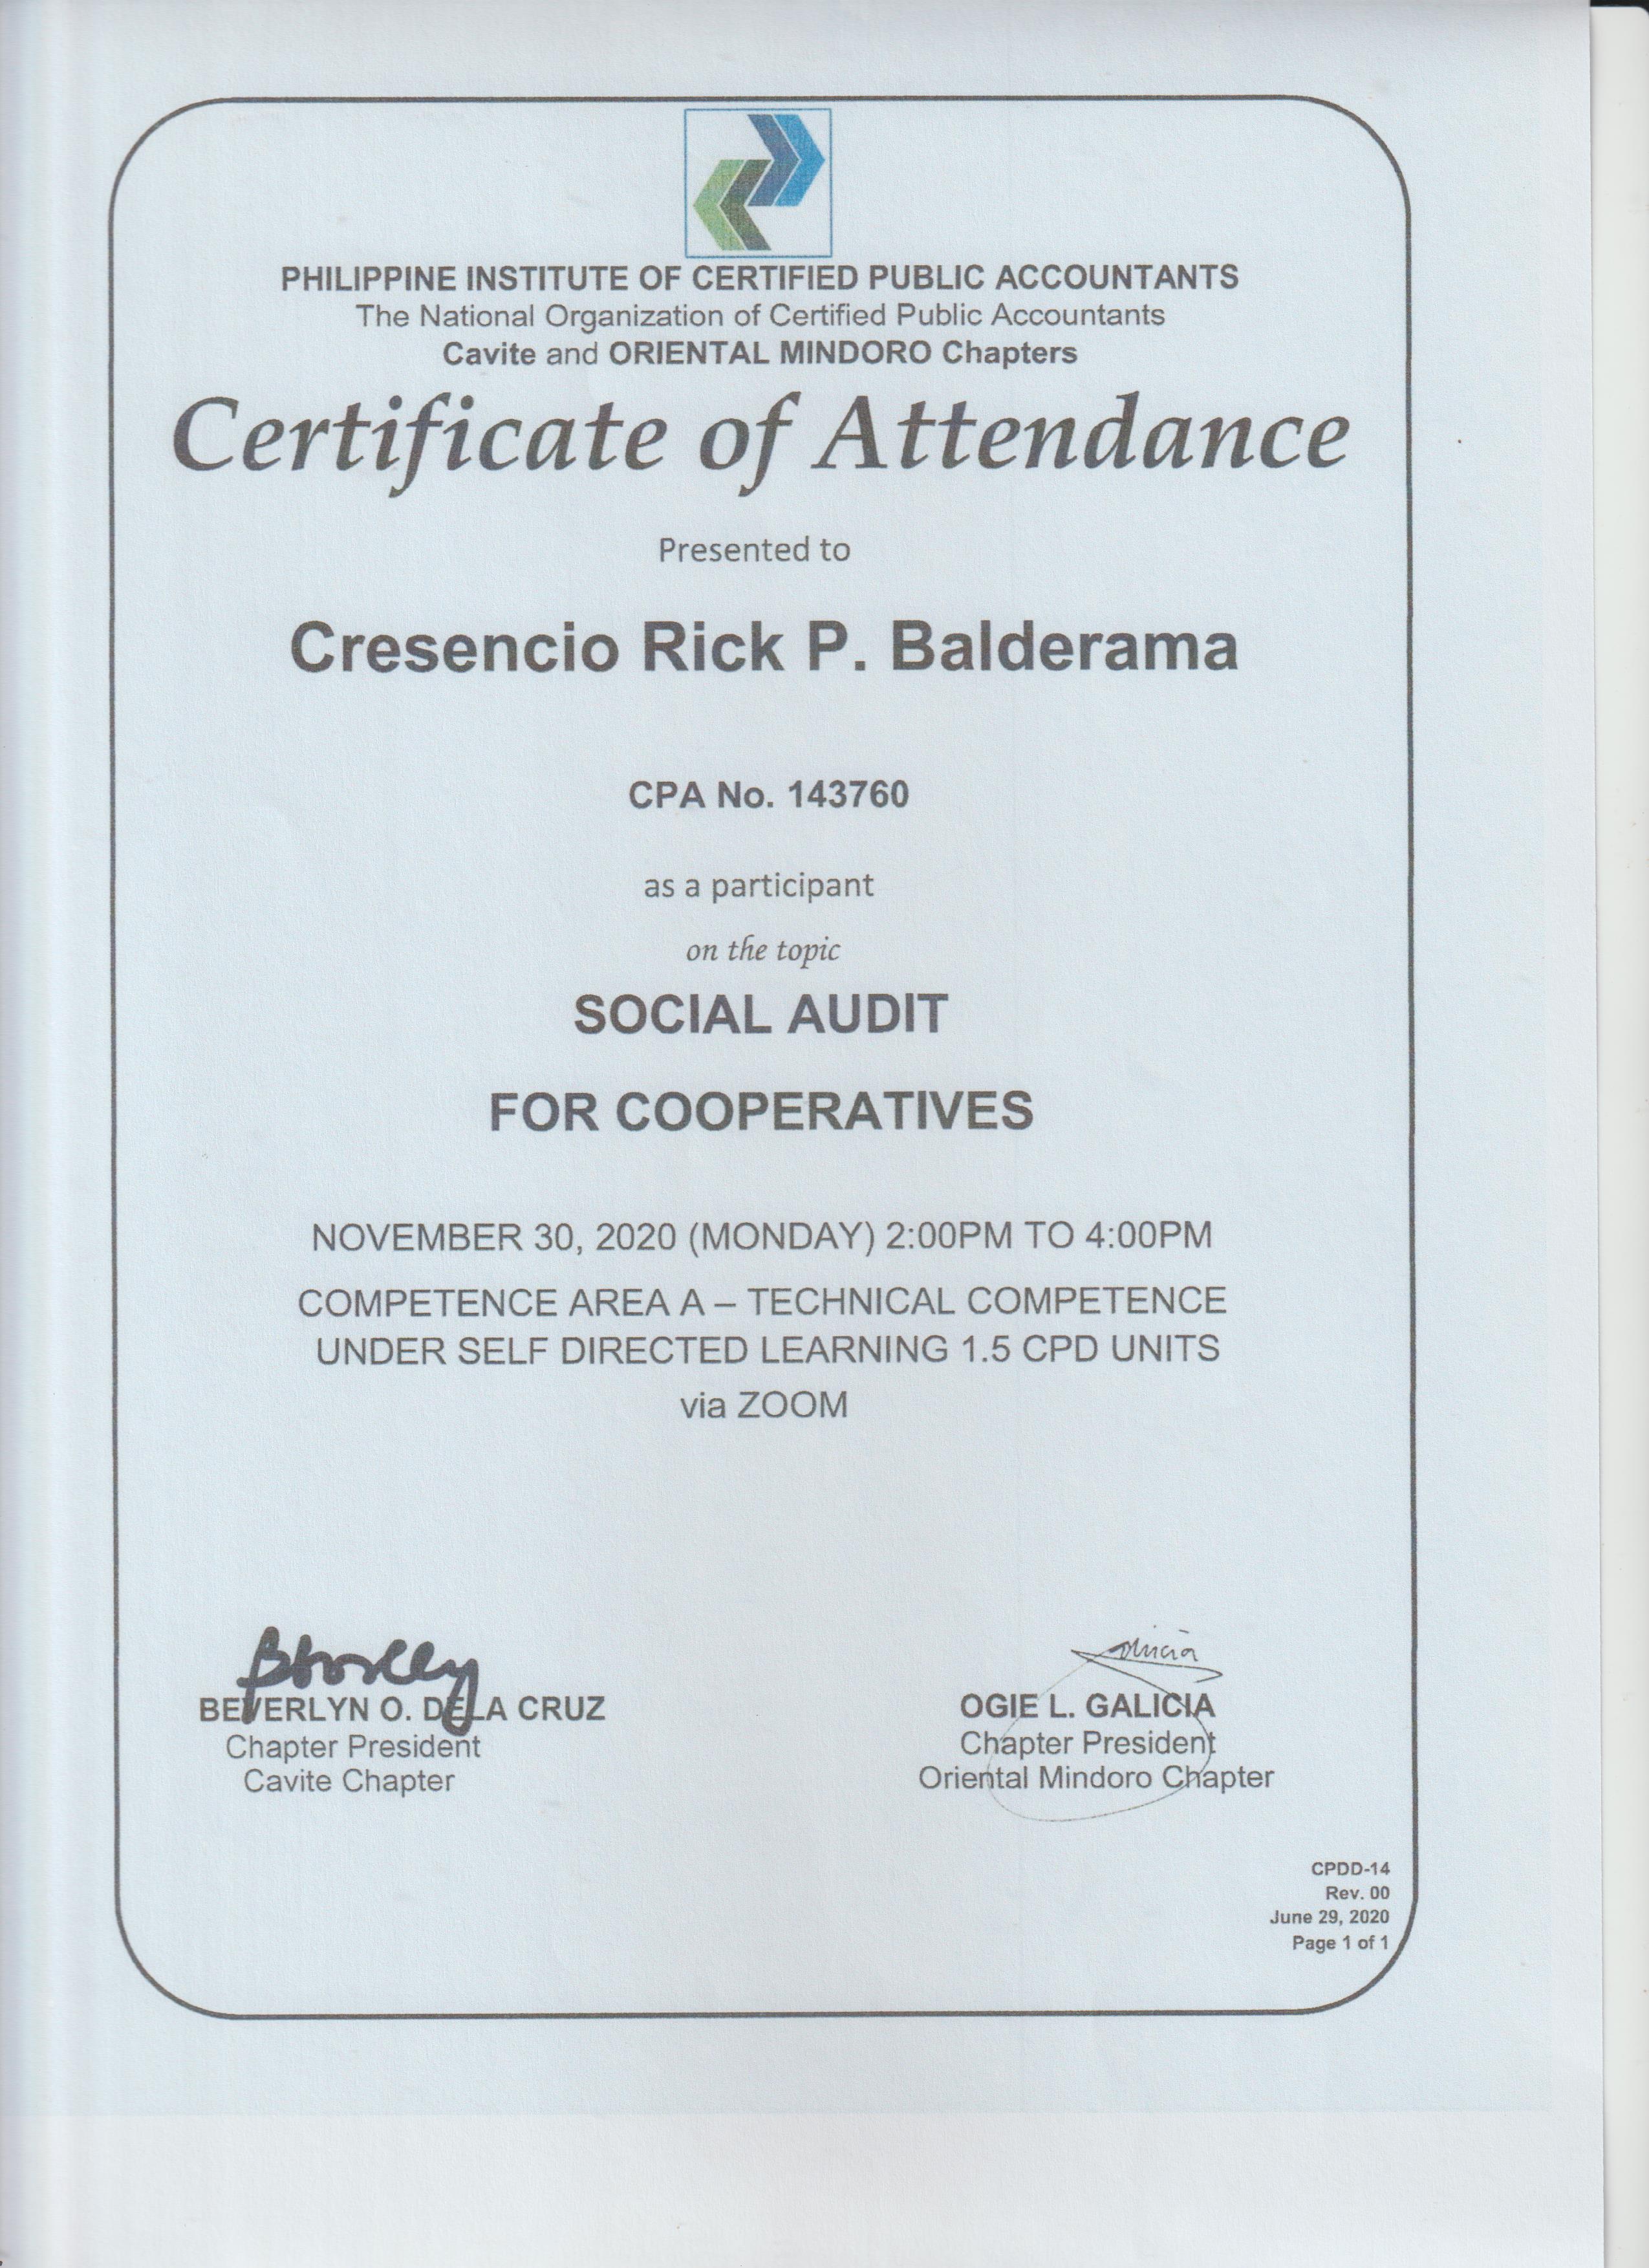 PHILIPPINE INSTITUTE OF CERTIFIED PUBLIC ACCOUNTANTS
The National Organization of Certified Public Accountants
Cavite and ORIENTAL MINDORO Chapters
Certificate of Attendance
Presented to
Cresencio Rick P. Balderama
CPA No. 143760
as a participant
on the topic
SOCIAL AUDIT
FOR COOPERATIVES
NOVEMBER 30, 2020 (MONDAY) 2:00PM TO 4:00PM
COMPETENCE AREA A – TECHNICAL COMPETENCE
UNDER SELF DIRECTED LEARNING 1.5 CPD UNITS
via ZOOM
BEVERLYN O. DELA CRUZ
Chapter President
Cavite Chapter
OGIE L. GALICIA
Chapter President
Oriental Mindoro Chapter
CPDD-14
Rev. 00
June 29, 2020
Page 1 of 1